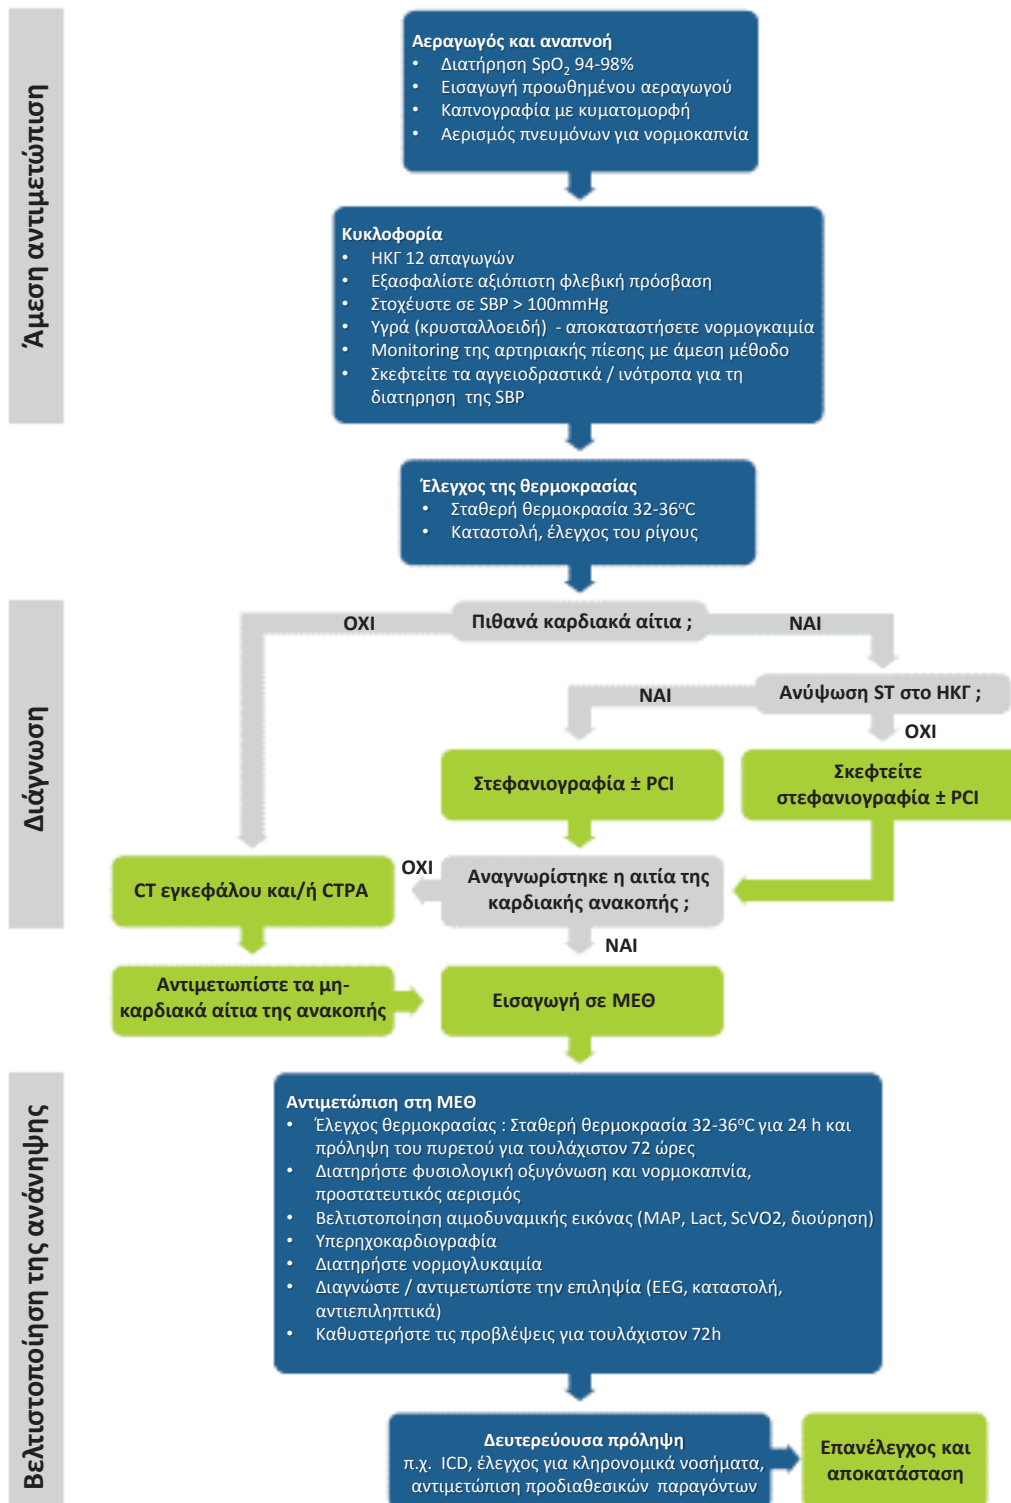 Άμεση αντιμετώπιση
Αεραγωγός και αναπνοή
• Διατήρηση SpO₂ 94-98%
• Εισαγωγή προωθημένου αεραγωγού
• Καπνογραφία με κυματομορφή
• Αερισμός πνευμόνων για νορμοκαπνία
Κυκλοφορία
• ΗΚΓ 12 απαγωγών
• Εξασφαλίστε αξιόπιστη φλεβική πρόσβαση
• Στοχέυστε σε SBP > 100mmHg
• Υγρά (κρυσταλλοειδή) - αποκαταστήσετε νορμογκαιμία
• Monitoring της αρτηριακής πίεσης με άμεση μέθοδο
• Σκεφτείτε τα αγγειοδραστικά / ινότροπα για τη
διατηρηση της SBP
Έλεγχος της θερμοκρασίας
• Σταθερή θερμοκρασία 32-36°C
• Καταστολή, έλεγχος του ρίγους
Διάγνωση
Πιθανά καρδιακά αίτια ;
ΟΧΙ
ΝΑΙ
Ανύψωση ST στο ΗΚΓ ;
ΝΑΙ
ΟΧΙ
Στεφανιογραφία ± PCI
Σκεφτείτε
στεφανιογραφία ± PCI
Αναγνωρίστηκε η αιτία της
καρδιακής ανακοπής ;
ΟΧΙ
ΝΑΙ
CT εγκεφάλου και/ή CTPA
Αντιμετωπίστε τα μη-
καρδιακά αίτια της ανακοπής
Εισαγωγή σε ΜΕΘ
Βελτιστοποίηση της ανάνηψης
Αντιμετώπιση στη ΜΕΘ
• Έλεγχος θερμοκρασίας : Σταθερή θερμοκρασία 32-36°C για 24 h και
πρόληψη του πυρετού για τουλάχιστον 72 ώρες
• Διατηρήστε φυσιολογική οξυγόνωση και νορμοκαπνία,
προστατευτικός αερισμός
• Βελτιστοποίηση αιμοδυναμικής εικόνας (MAP, Lact, ScVO2, διούρηση)
• Υπερηχοκαρδιογραφία
• Διατηρήστε νορμογλυκαιμία
• Διαγνώστε / αντιμετωπίστε την επιληψία (EEG, καταστολή,
αντιεπιληπτικά)
• Καθυστερήστε τις προβλέψεις για τουλάχιστον 72h
Δευτερεύουσα πρόληψη
π.χ. ICD, έλεγχος για κληρονομικά νοσήματα,
αντιμετώπιση προδιαθεσικών παραγόντων
Επανέλεγχος και
αποκατάσταση